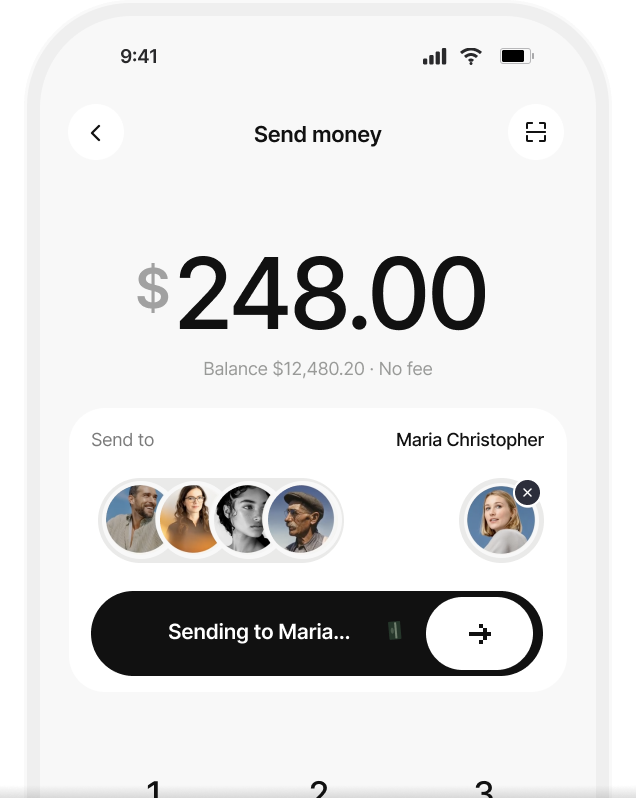 9:41
Send money
$248.00
Balance $12,480.20 · No fee
Send to Maria Christopher
Sending to Maria...
1 2 3